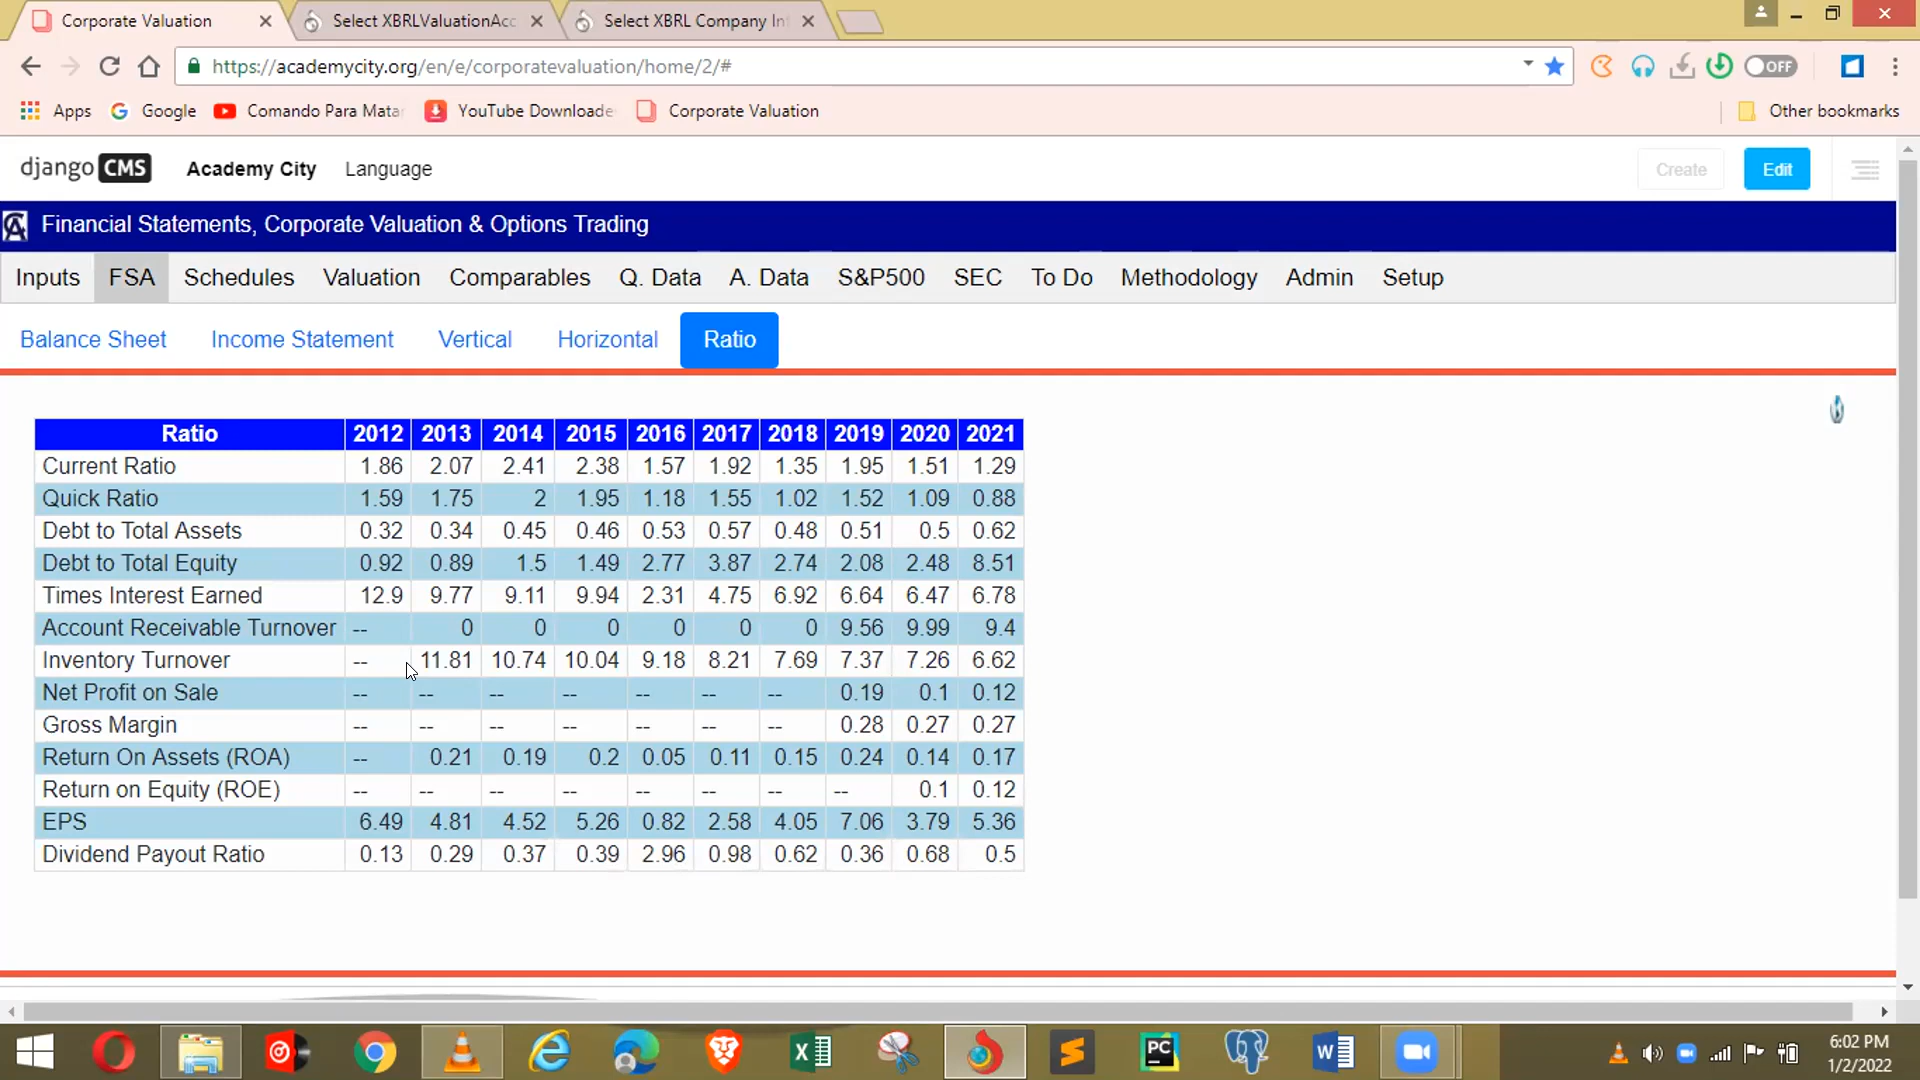 Corporate Valuation
Select XBRLValuationAcc
Select XBRL Company In
https://academycity.org/en/e/corporatevaluation/home/2/#
OFF
Apps Google Comando Para Matar YouTube Downloade Corporate Valuation Other bookmarks
django CMS Academy City Language Create Edit
Financial Statements, Corporate Valuation & Options Trading
Inputs FSA Schedules Valuation Comparables Q. Data A. Data S&P500 SEC To Do Methodology Admin Setup
Balance Sheet Income Statement Vertical Horizontal Ratio
Ratio 2012 2013 2014 2015 2016 2017 2018 2019 2020 2021
Current Ratio 1.86 2.07 2.41 2.38 1.57 1.92 1.35 1.95 1.51 1.29
Quick Ratio 1.59 1.75 2 1.95 1.18 1.55 1.02 1.52 1.09 0.88
Debt to Total Assets 0.32 0.34 0.45 0.46 0.53 0.57 0.48 0.51 0.5 0.62
Debt to Total Equity 0.92 0.89 1.5 1.49 2.77 3.87 2.74 2.08 2.48 8.51
Times Interest Earned 12.9 9.77 9.11 9.94 2.31 4.75 6.92 6.64 6.47 6.78
Account Receivable Turnover -- 0 0 0 0 0 0 9.56 9.99 9.4
Inventory Turnover -- 11.81 10.74 10.04 9.18 8.21 7.69 7.37 7.26 6.62
Net Profit on Sale -- -- -- -- -- -- -- 0.19 0.1 0.12
Gross Margin -- -- -- -- -- -- -- 0.28 0.27 0.27
Return On Assets (ROA) -- 0.21 0.19 0.2 0.05 0.11 0.15 0.24 0.14 0.17
Return on Equity (ROE) -- -- -- -- -- -- -- -- 0.1 0.12
EPS 6.49 4.81 4.52 5.26 0.82 2.58 4.05 7.06 3.79 5.36
Dividend Payout Ratio 0.13 0.29 0.37 0.39 2.96 0.98 0.62 0.36 0.68 0.5
6:02 PM
1/2/2022